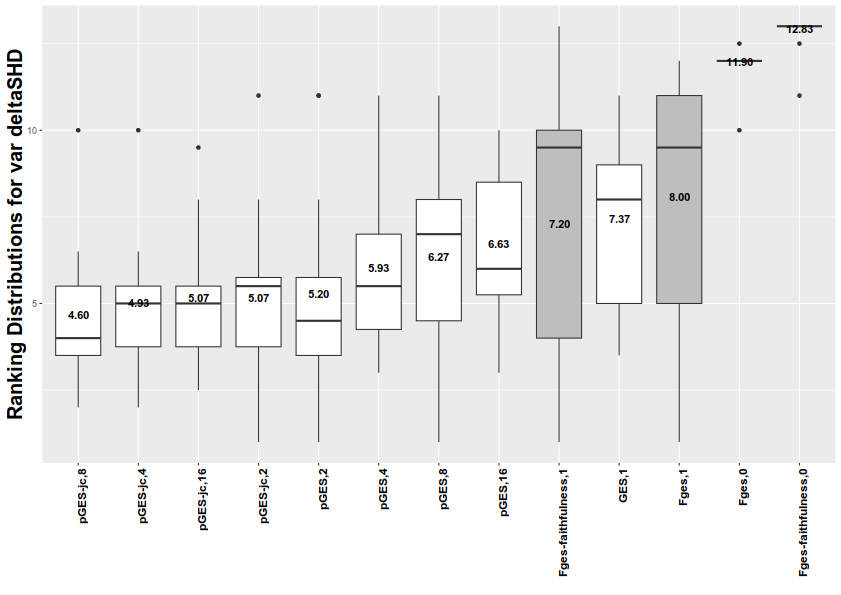 Ranking Distributions for var deltaSHD
10
5
4.60
4.93
5.07
5.07
5.20
5.93
6.27
6.63
7.20
7.37
8.00
11.90
12.83
pGES-jc,8
pGES-jc,4
pGES-jc,16
pGES-jc,2
pGES,2
pGES,4
pGES,8
pGES,16
Fges-faithfulness,1
GES,1
Fges,1
Fges,0
Fges-faithfulness,0